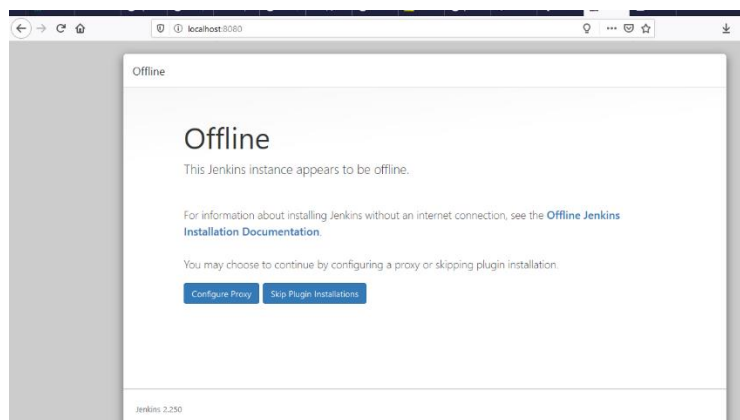 localhost:8080
Offline
Offline
This Jenkins instance appears to be offline.
For information about installing Jenkins without an internet connection, see the Offline Jenkins
Installation Documentation.
You may choose to continue by configuring a proxy or skipping plugin installation.
Configure Proxy Skip Plugin Installations
Jenkins 2.250